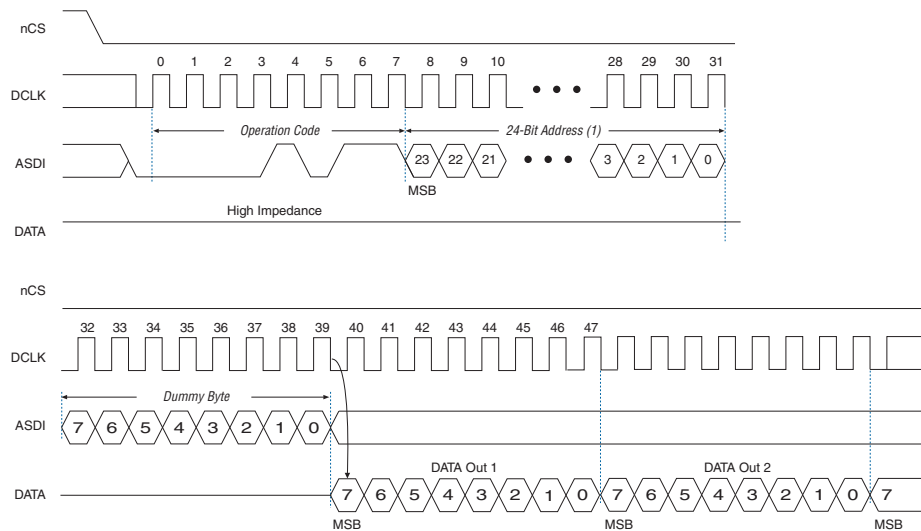 nCS
0 1 2 3 4 5 6 7 8 9 10 28 29 30 31
DCLK
Operation Code 24-Bit Address (1)
ASDI 23 22 21 3 2 1 0
MSB
High Impedance
DATA
nCS
32 33 34 35 36 37 38 39 40 41 42 43 44 45 46 47
DCLK
Dummy Byte
ASDI 7 6 5 4 3 2 1 0
DATA Out 1 DATA Out 2
DATA 7 6 5 4 3 2 1 0 7 6 5 4 3 2 1 0 7
MSB MSB MSB